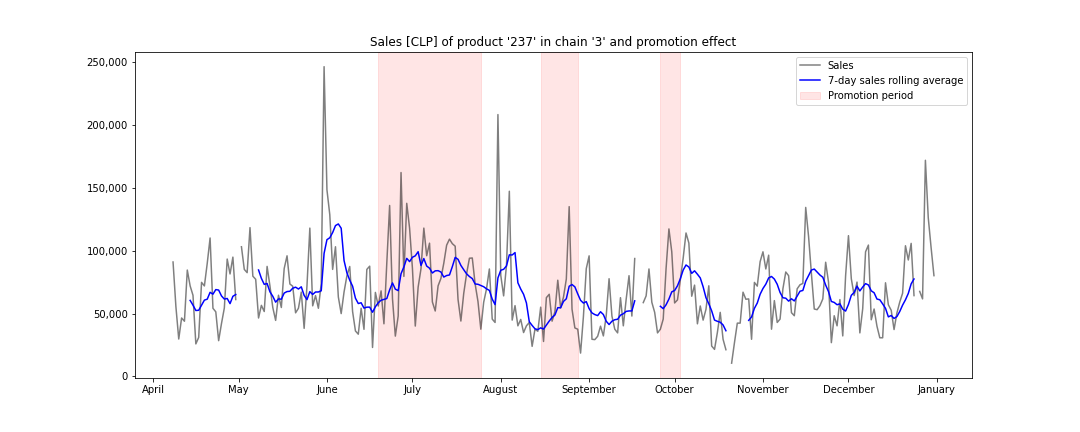 Sales [CLP] of product '237' in chain '3' and promotion effect
250,000
200,000
150,000
100,000
50,000
0
Sales
7-day sales rolling average
Promotion period
April May June July August September October November December January